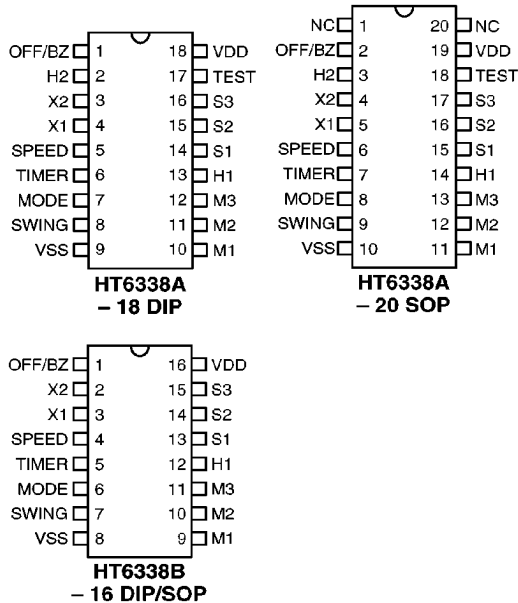 OFF/BZ 1 18 VDD
H2 2 17 TEST
X2 3 16 S3
X1 4 15 S2
SPEED 5 14 S1
TIMER 6 13 H1
MODE 7 12 M3
SWING 8 11 M2
VSS 9 10 M1
HT6338A
– 18 DIP
NC 1 20 NC
OFF/BZ 2 19 VDD
H2 3 18 TEST
X2 4 17 S3
X1 5 16 S2
SPEED 6 15 S1
TIMER 7 14 H1
MODE 8 13 M3
SWING 9 12 M2
VSS 10 11 M1
HT6338A
– 20 SOP
OFF/BZ 1 16 VDD
X2 2 15 S3
X1 3 14 S2
SPEED 4 13 S1
TIMER 5 12 H1
MODE 6 11 M3
SWING 7 10 M2
VSS 8 9 M1
HT6338B
– 16 DIP/SOP